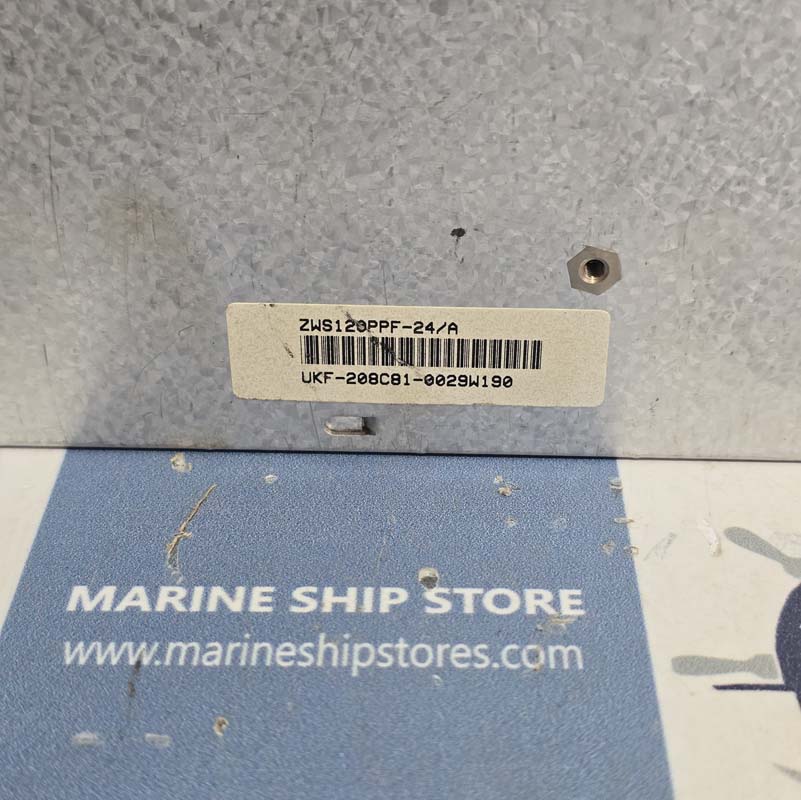 ZWS120PPF-24/A
UKF-208C81-0029W190
MARINE SHIP STORE
www.marineshipstores.com